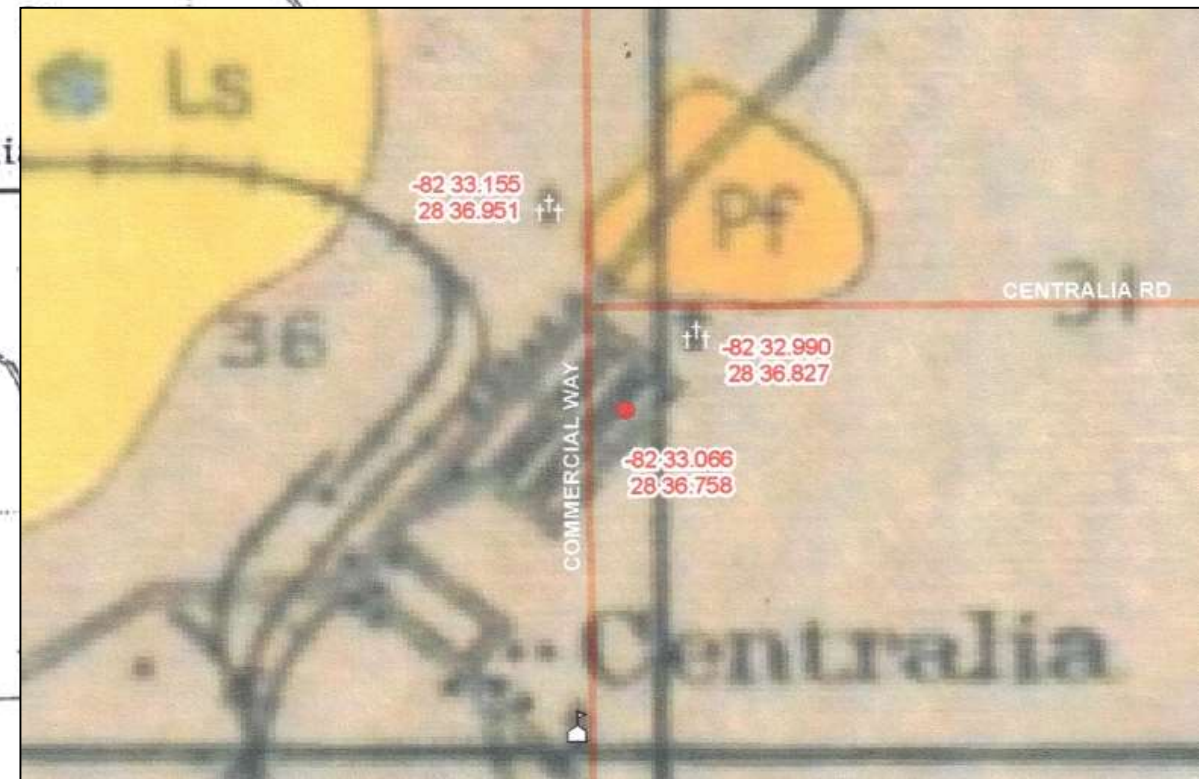 Ls
-82 33.155
28 36.951
Pf
CENTRALIA RD
31
36
-82 32.990
28 36.827
COMMERCIAL WAY
-82 33.066
28 36.758
Centralia